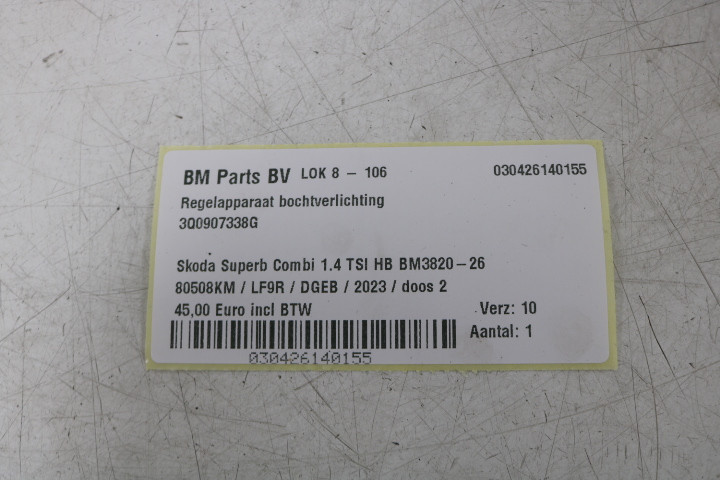 BM Parts BV LOK 8 - 106 030426140155
Regelapparaat bochtverlichting
3Q0907338G
Skoda Superb Combi 1.4 TSI HB BM3820-26
80508KM / LF9R / DGEB / 2023 / doos 2
45,00 Euro incl BTW Verz: 10
Aantal: 1
030426140155